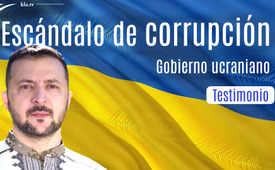 kla.tv
Escándalo de corrupción
Gobierno ucraniano
Testimonio